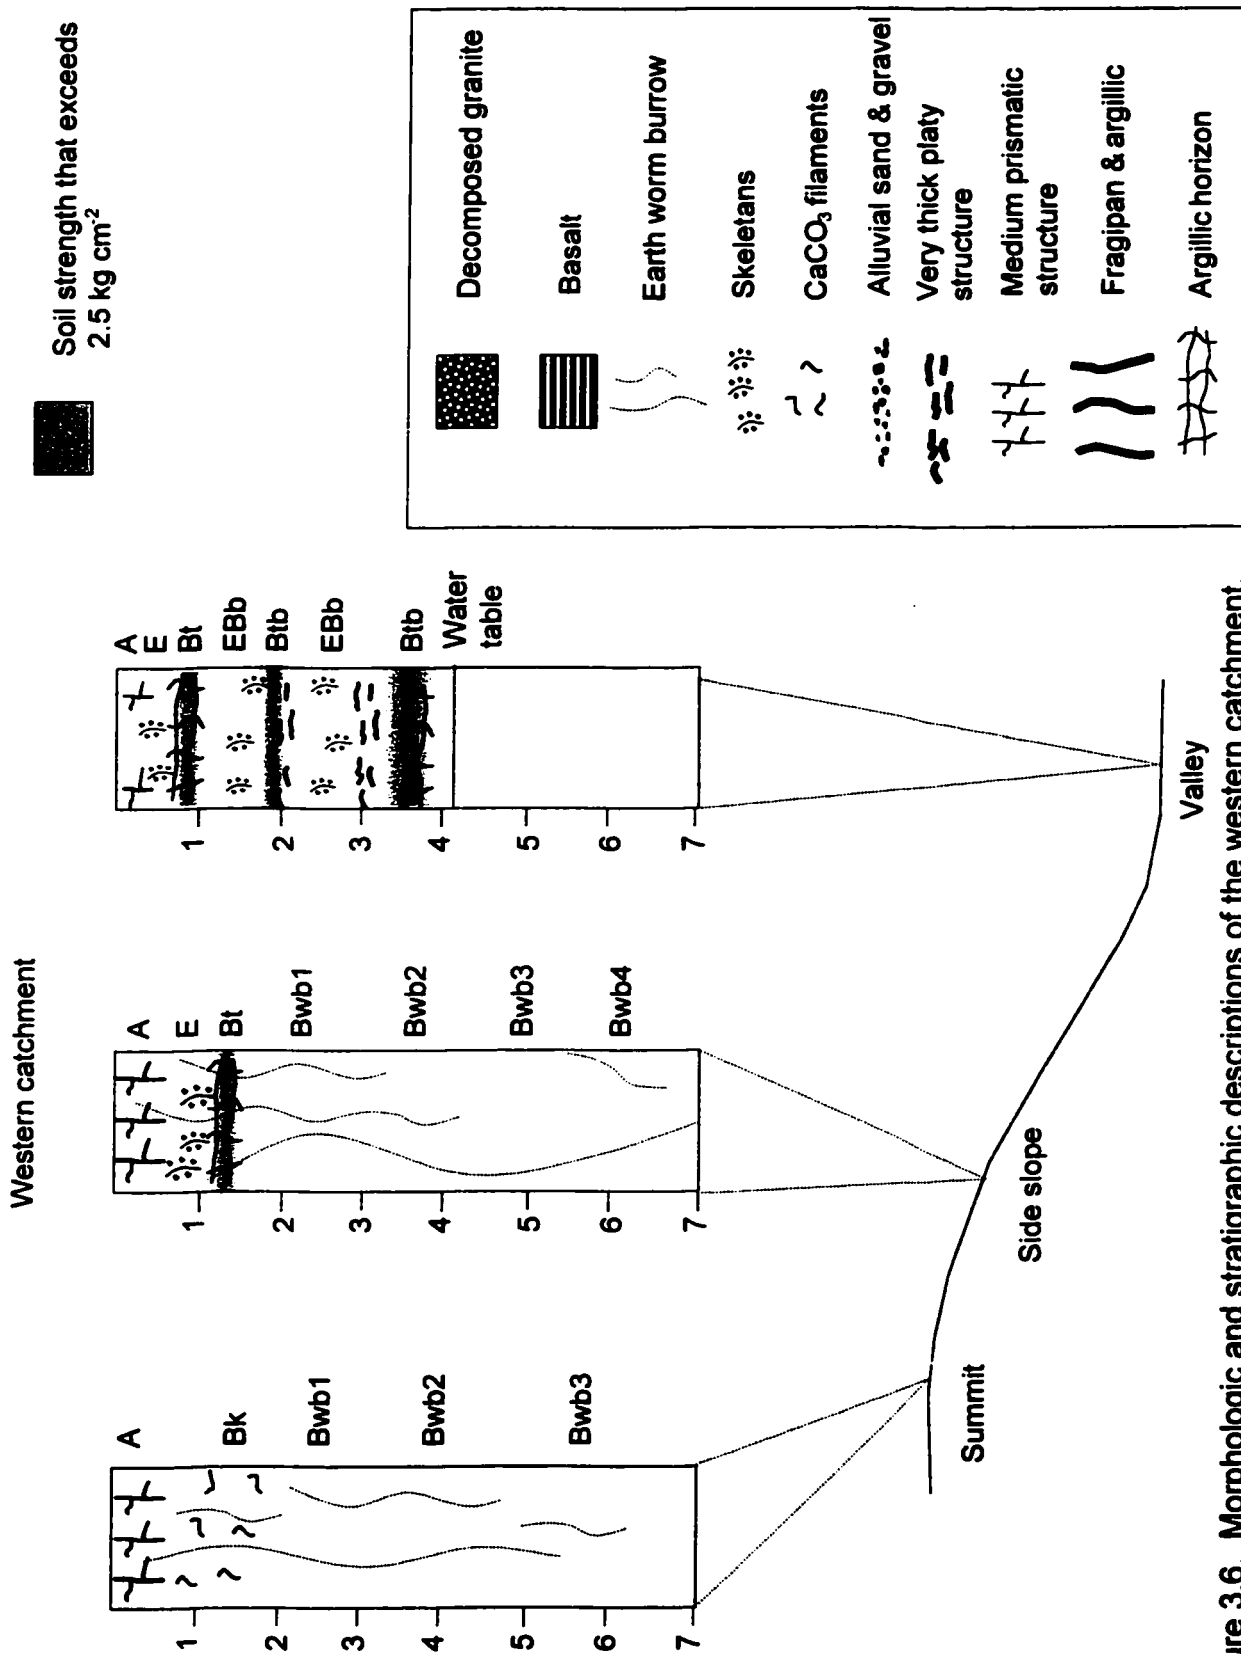 Western catchment
Soil strength that exceeds
2.5 kg cm-2
A
Bk
Bwb1
Bwb2
Bwb3
1
2
3
4
5
6
7
A
E
Bt
Bwb1
Bwb2
Bwb3
Bwb4
1
2
3
4
5
6
7
A
E
Bt
EBb
Btb
EBb
Btb
Water
table
1
2
3
4
5
6
7
Summit
Side slope
Valley
Decomposed granite
Basalt
Earth worm burrow
Skeletans
CaCO3 filaments
Alluvial sand & gravel
Very thick platy
structure
Medium prismatic
structure
Fragipan & argillic
Argillic horizon
ure 3.6. Morphologic and stratigraphic descriptions of the western catchment.